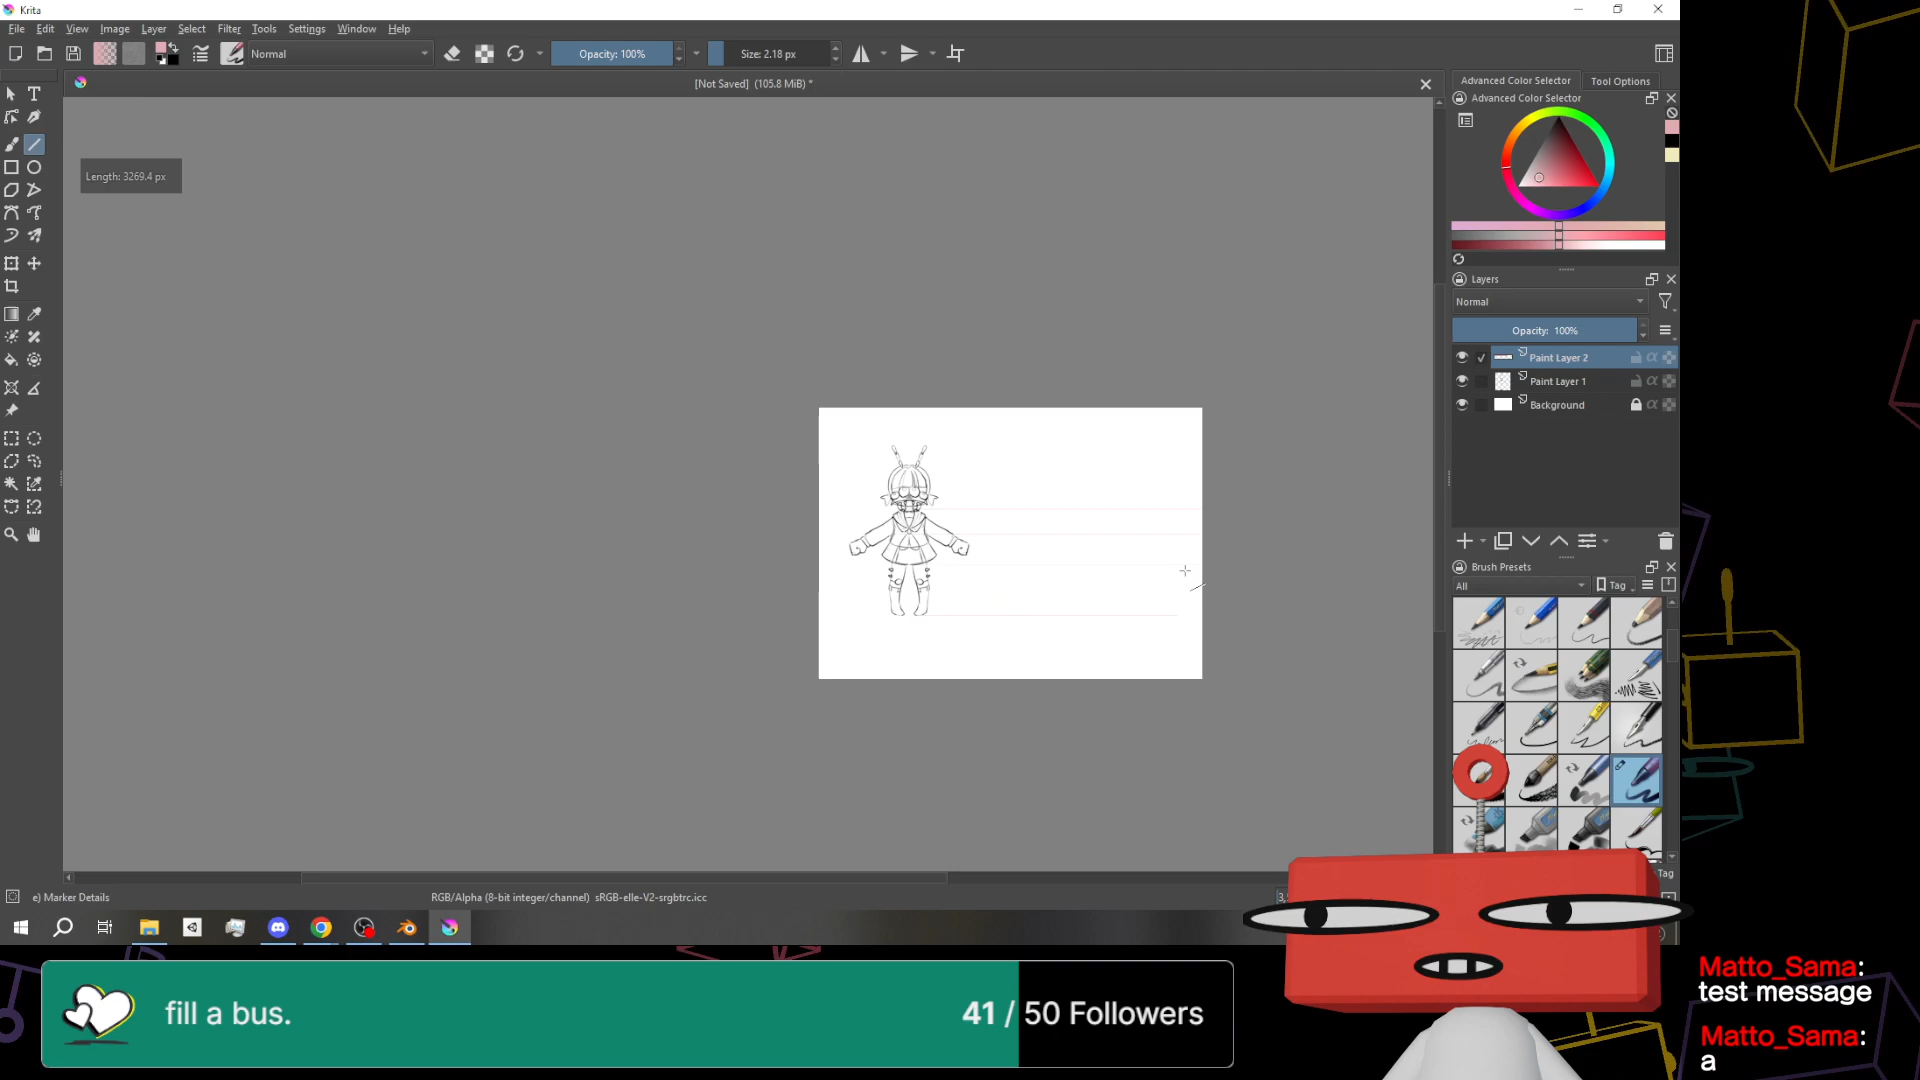 Krita
File Edit View Image Layer Select Filter Tools Settings Window Help
Normal
Opacity: 100%
Size: 2.18 px
[Not Saved] (105.8 MiB) *
Length: 3269.4 px
Advanced Color Selector
Tool Options
Advanced Color Selector
Layers
Normal
Opacity: 100%
Paint Layer 2
Paint Layer 1
Background
Brush Presets
All
Tag
Tag
e) Marker Details
RGB/Alpha (8-bit integer/channel) sRGB-elle-V2-srgbtrc.icc
fill a bus.
41 / 50 Followers
Matto_Sama:
test message
Matto_Sama:
a